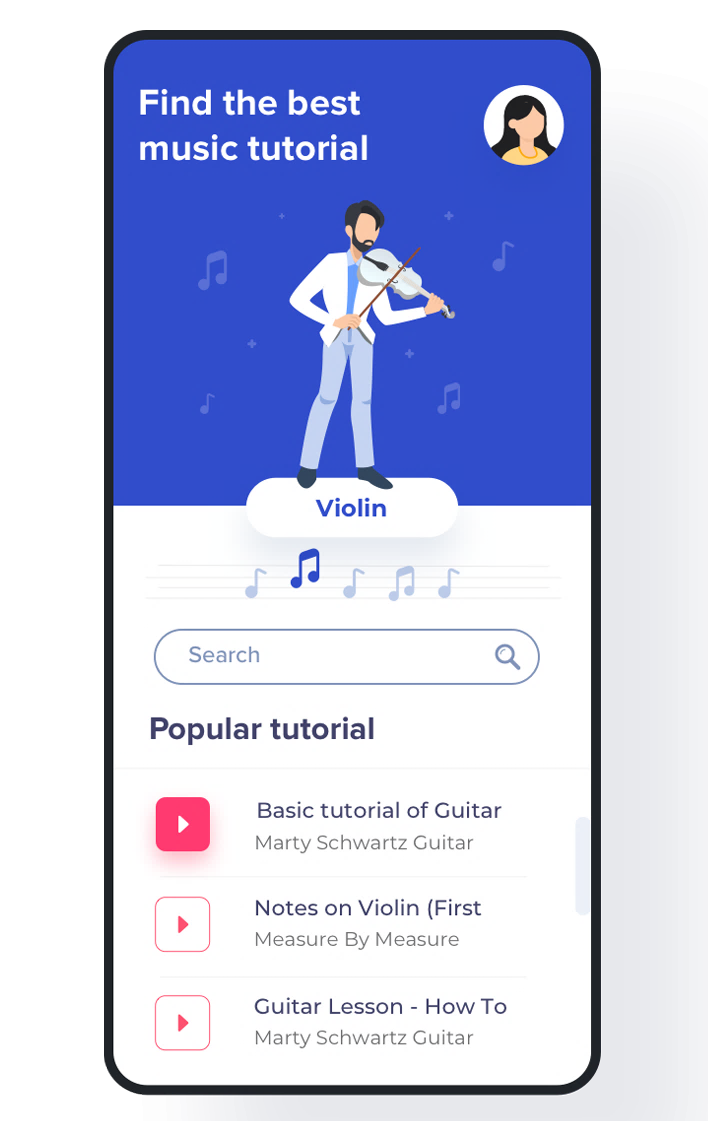 Find the best
music tutorial
Violin
Search
Popular tutorial
Basic tutorial of Guitar
Marty Schwartz Guitar
Notes on Violin (First
Measure By Measure
Guitar Lesson - How To
Marty Schwartz Guitar